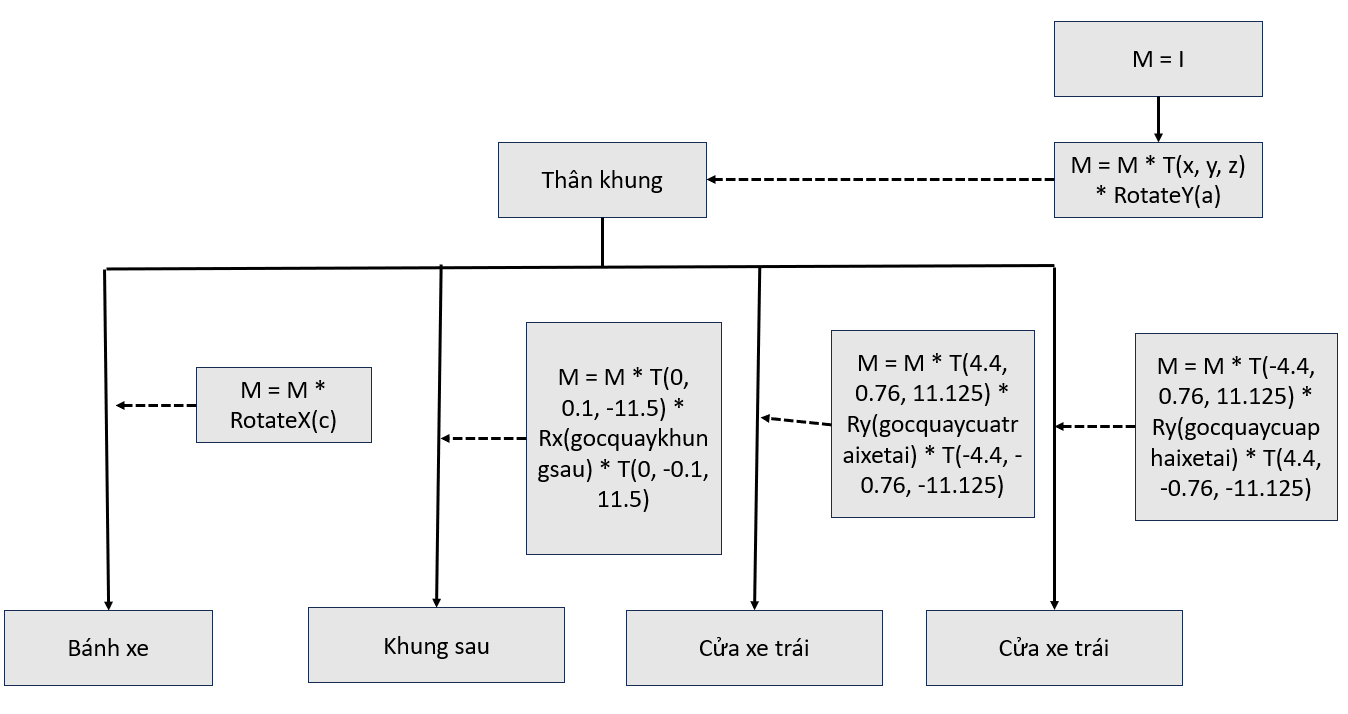 M = I
M = M * T(x, y, z)
* RotateY(a)
Thân khung
M = M *
RotateX(c)
M = M * T(0,
0.1, -11.5) *
Rx(gocquaykhun
gsau) * T(0, -0.1,
11.5)
M = M * T(4.4,
0.76, 11.125) *
Ry(gocquaycuatr
aixetai) * T(-4.4, -
0.76, -11.125)
M = M * T(-4.4,
0.76, 11.125) *
Ry(gocquaycuap
haixetai) * T(4.4,
-0.76, -11.125)
Bánh xe
Khung sau
Cửa xe trái
Cửa xe trái